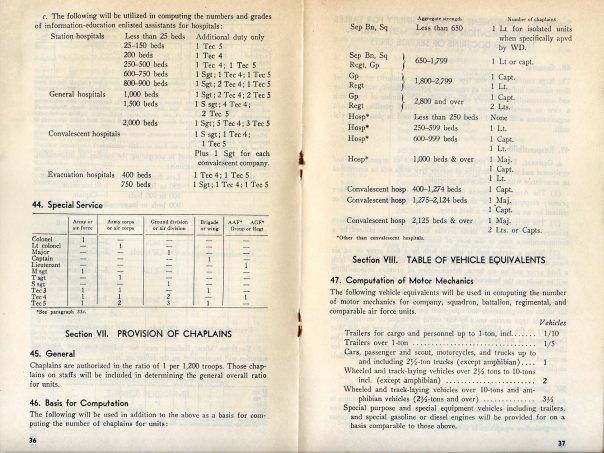 c. The following will be utilized in computing the numbers and grades
of information-education enlisted assistants for hospitals:
Station hospitals Less than 25 beds Additional duty only
25–150 beds 1 Tec 5
200 beds 1 Tec 4
250–500 beds 1 Tec 4; 1 Tec 5
600–750 beds 1 Sgt; 1 Tec 4; 1 Tec 5
800–900 beds 1 Sgt; 2 Tec 4; 1 Tec 5
General hospitals 1,000 beds 1 Sgt; 2 Tec 4; 2 Tec 5
1,500 beds 1 S sgt; 4 Tec 4;
2 Tec 5
2,000 beds 1 Sgt; 5 Tec 4; 3 Tec 5
Convalescent hospitals 1 S sgt; 1 Tec 4;
1 Tec 5
Plus 1 Sgt for each
convalescent company.
Evacuation hospitals 400 beds 1 Tec 4; 1 Tec 5
750 beds 1 Sgt; 1 Tec 4; 1 Tec 5
44. Special Service
Army or air force Army corps or air corps Ground division or air division Brigade or wing AAF* AGF* Group or Regt
Colonel 1 — — — —
Lt colonel — 1 — — —
Major — — 1 — —
Captain — — — 1 —
Lieutenant — — — — 1
M sgt 1 — — — —
T sgt — 1 — — —
S sgt — — 1 — —
Tec 3 1 1 — 1 —
Tec 4 1 1 2 — 1
Tec 5 1 2 3 1 —
*See paragraph 33c.
Section VII. PROVISION OF CHAPLAINS
45. General
Chaplains are authorized in the ratio of 1 per 1,200 troops. Those chap-
lains on staffs will be included in determining the general overall ratio
for units.
46. Basis for Computation
The following will be used in addition to the above as a basis for com-
puting the number of chaplains for units:
36
Aggregate strength Number of chaplains
Sep Bn, Sq Less than 650 1 Lt for isolated units
when specifically apvd
by WD.
Sep Bn, Sq
Regt, Gp } 650–1,799 1 Lt or capt.
Gp
Regt } 1,800–2,799 1 Capt.
1 Lt.
Gp
Regt } 2,800 and over 1 Capt.
2 Lts.
Hosp* Less than 250 beds None
Hosp* 250–599 beds 1 Lt.
Hosp* 600–999 beds 1 Capt.
1 Lt.
Hosp* 1,000 beds & over 1 Maj.
1 Capt.
1 Lt.
Convalescent hosp 400–1,274 beds 1 Capt.
Convalescent hosp 1,275–2,124 beds 1 Maj.
1 Capt.
Convalescent hosp 2,125 beds & over 1 Maj.
2 Lts. or Capts.
*Other than convalescent hospitals.
Section VIII. TABLE OF VEHICLE EQUIVALENTS
47. Computation of Motor Mechanics
The following vehicle equivalents will be used in computing the number
of motor mechanics for company, squadron, battalion, regimental, and
comparable air force units.
Vehicles
Trailers for cargo and personnel up to 1-ton, incl....... 1/10
Trailers over 1-ton ................................ 1/5
Cars, passenger and scout, motorcycles, and trucks up to
and including 2½-ton trucks (except amphibian).... 1
Wheeled and track-laying vehicles over 2½ tons to 10-tons
incl. (except amphibian) ........................ 2
Wheeled and track-laying vehicles over 10-tons and am-
phibian vehicles (2½-tons and over) .............. 3½
Special purpose and special equipment vehicles including trailers,
and special gasoline or diesel engines will be provided for on a
basis comparable to those above.
37